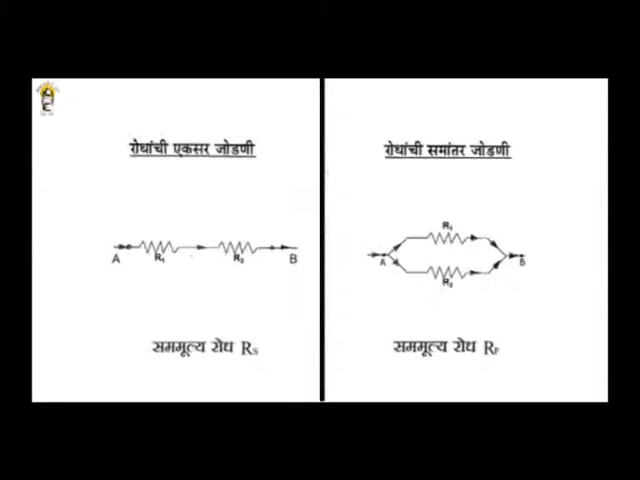 रोधांची एकसर जोडणी
A R₁ R₂ B
सममूल्य रोध Rs
रोधांची समांतर जोडणी
R₁
A B
R₂
सममूल्य रोध Rp